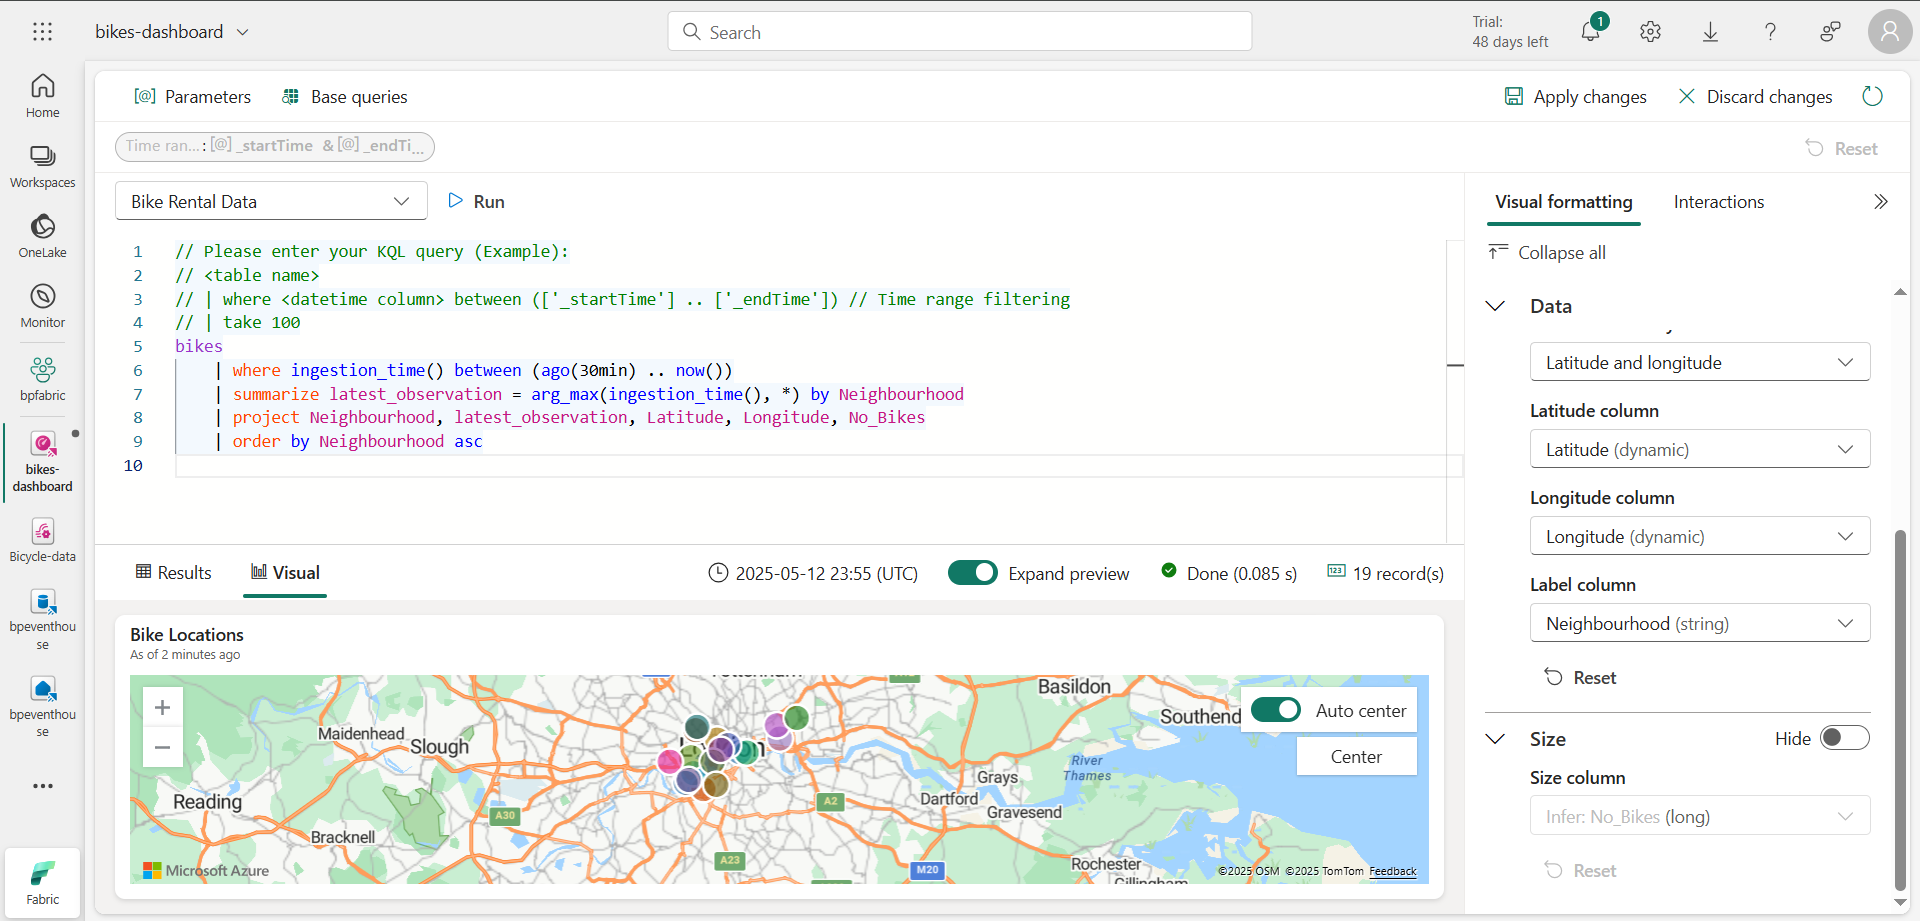 bikes-dashboard
Search
Trial:
48 days left
1
Home
Workspaces
OneLake
Monitor
bpfabric
bikes-
dashboard
Bicycle-data
bpeventhou
se
bpeventhou
se
Fabric
Parameters
Base queries
Apply changes
Discard changes
Time ran... : [@] _startTime & [@] _endTi...
Reset
Bike Rental Data
Run
1 // Please enter your KQL query (Example):
2 // <table name>
3 // | where <datetime column> between (['_startTime'] .. ['_endTime']) // Time range filtering
4 // | take 100
5 bikes
6 | where ingestion_time() between (ago(30min) .. now())
7 | summarize latest_observation = arg_max(ingestion_time(), *) by Neighbourhood
8 | project Neighbourhood, latest_observation, Latitude, Longitude, No_Bikes
9 | order by Neighbourhood asc
10
Results
Visual
2025-05-12 23:55 (UTC)
Expand preview
Done (0.085 s)
19 record(s)
Bike Locations
As of 2 minutes ago
+
−
Basildon
Southend
Maidenhead
Slough
Reading
Bracknell
River
Thames
Grays
Dartford
Gravesend
Rochester
A30
A2
A23
M20
Auto center
Center
Microsoft Azure
©2025 OSM ©2025 TomTom Feedback
Visual formatting
Interactions
Collapse all
Data
Latitude and longitude
Latitude column
Latitude (dynamic)
Longitude column
Longitude (dynamic)
Label column
Neighbourhood (string)
Reset
Size
Hide
Size column
Infer: No_Bikes (long)
Reset